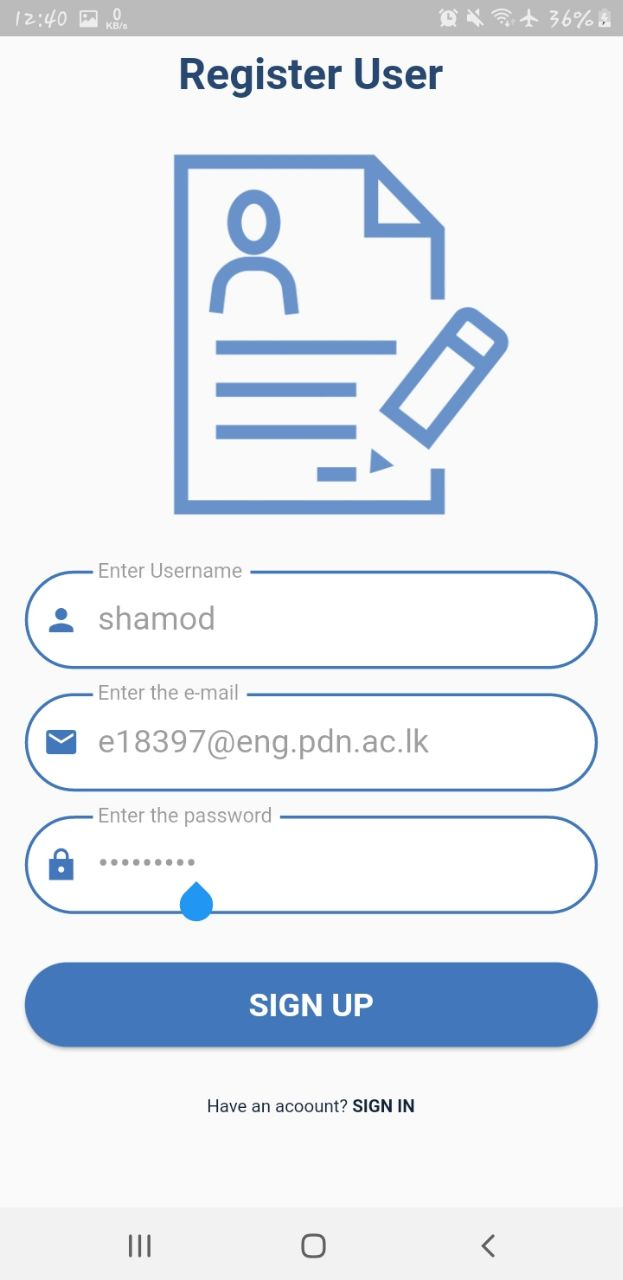 12:40 0 KB/s 36%
Register User
Enter Username
shamod
Enter the e-mail
e18397@eng.pdn.ac.lk
Enter the password
•••••••••
SIGN UP
Have an acoount? SIGN IN